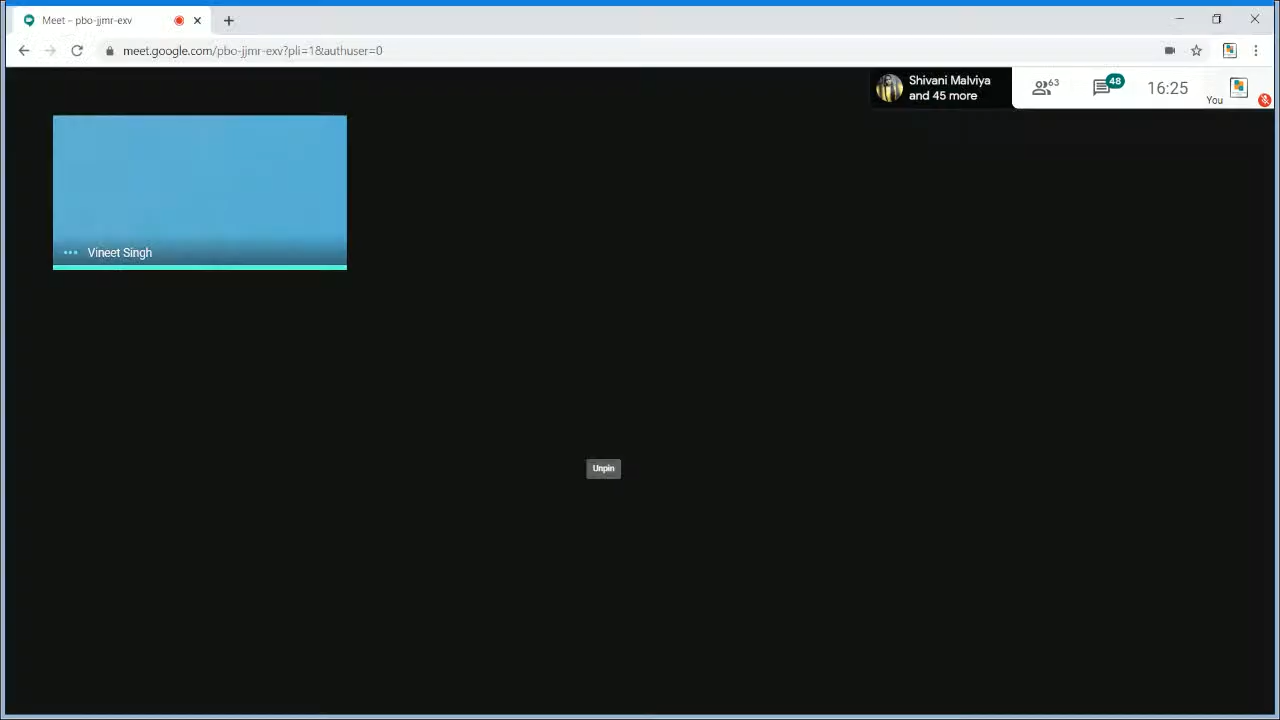 Meet – pbo-jjmr-exv
meet.google.com/pbo-jjmr-exv?pli=1&authuser=0
Shivani Malviya
and 45 more
63
48
16:25
You
Vineet Singh
Unpin